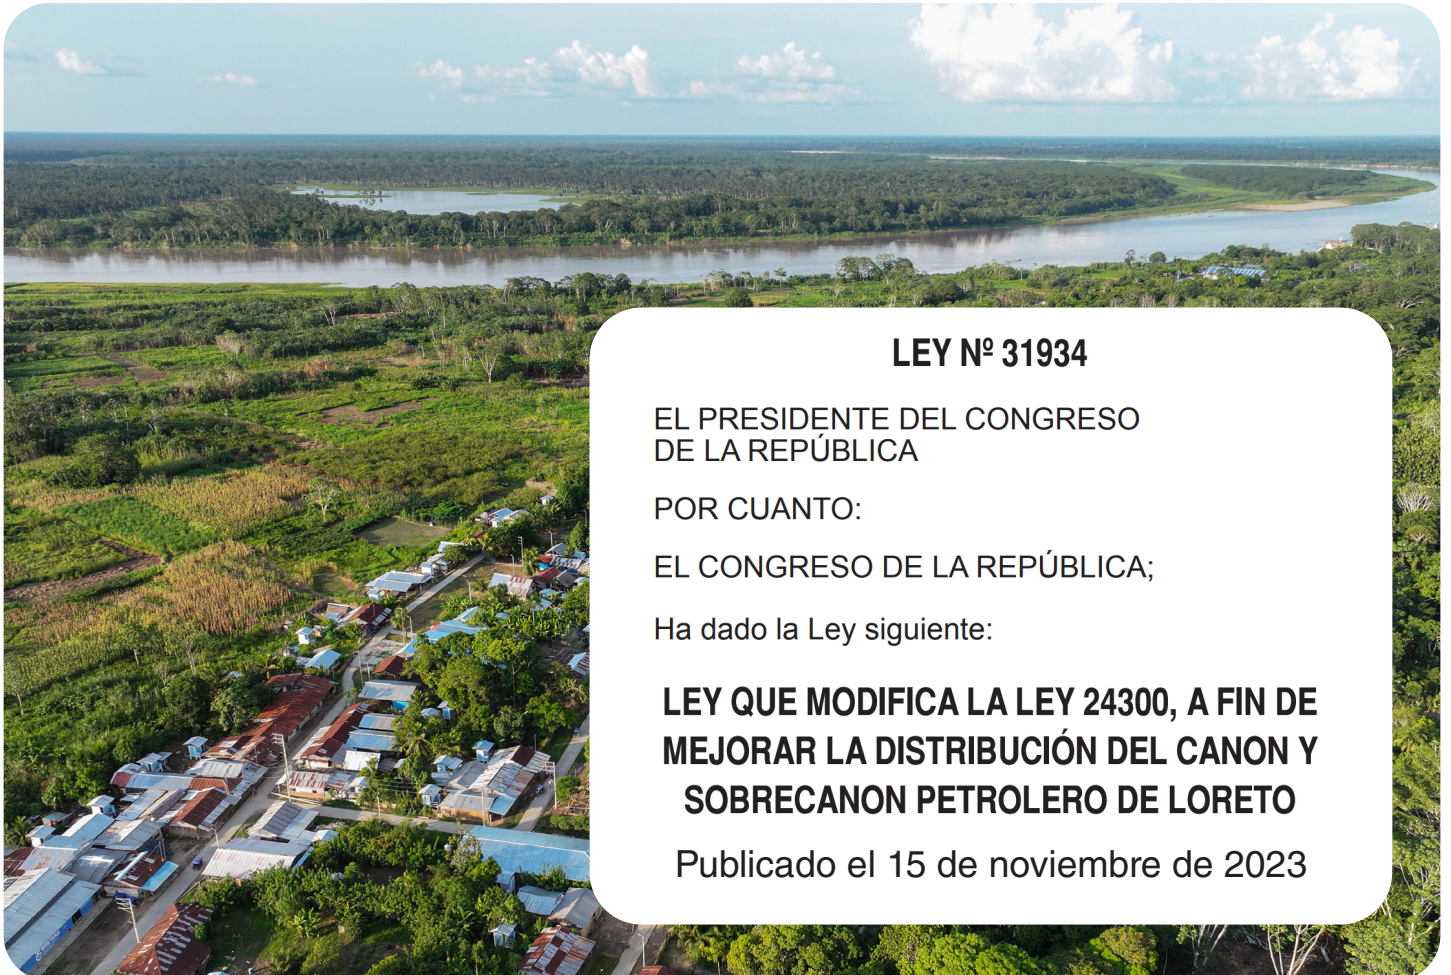 LEY Nº 31934
EL PRESIDENTE DEL CONGRESO
DE LA REPÚBLICA
POR CUANTO:
EL CONGRESO DE LA REPÚBLICA;
Ha dado la Ley siguiente:
LEY QUE MODIFICA LA LEY 24300, A FIN DE
MEJORAR LA DISTRIBUCIÓN DEL CANON Y
SOBRECANON PETROLERO DE LORETO
Publicado el 15 de noviembre de 2023